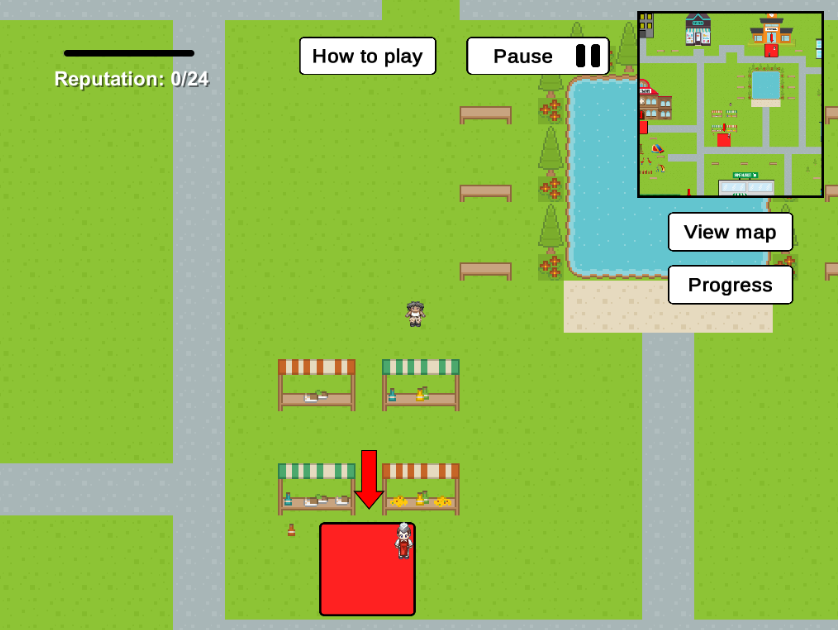 How to play
Pause
Reputation: 0/24
View map
Progress